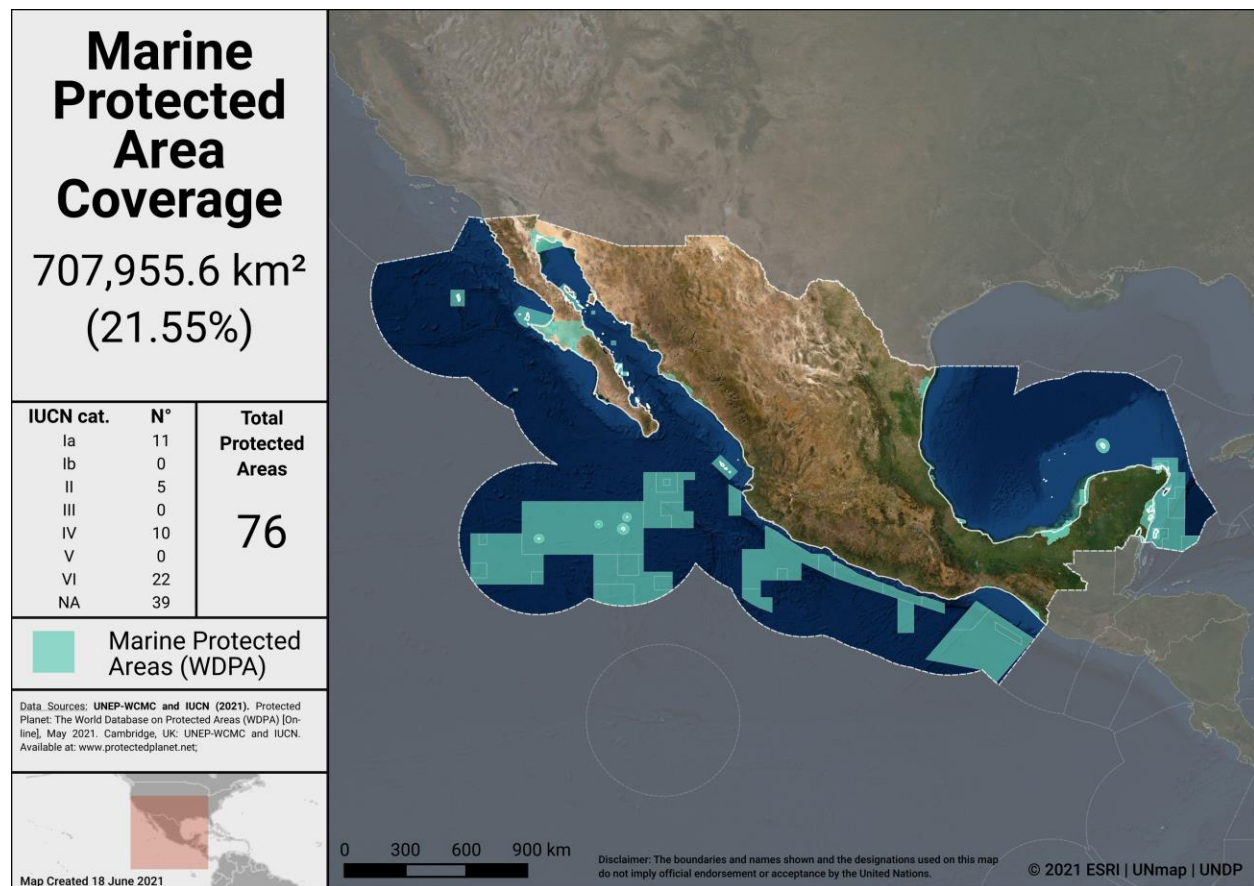 Marine
Protected
Area
Coverage
707,955.6 km²
(21.55%)
IUCN cat. N°
Ia 11
Ib 0
II 5
III 0
IV 10
V 0
VI 22
NA 39
Total
Protected
Areas
76
Marine Protected
Areas (WDPA)
Data Sources: UNEP-WCMC and IUCN (2021). Protected
Planet: The World Database on Protected Areas (WDPA) [On-
line], May 2021. Cambridge, UK: UNEP-WCMC and IUCN.
Available at: www.protectedplanet.net;
Map Created 18 June 2021
0 300 600 900 km
Disclaimer: The boundaries and names shown and the designations used on this map
do not imply official endorsement or acceptance by the United Nations.
© 2021 ESRI | UNmap | UNDP